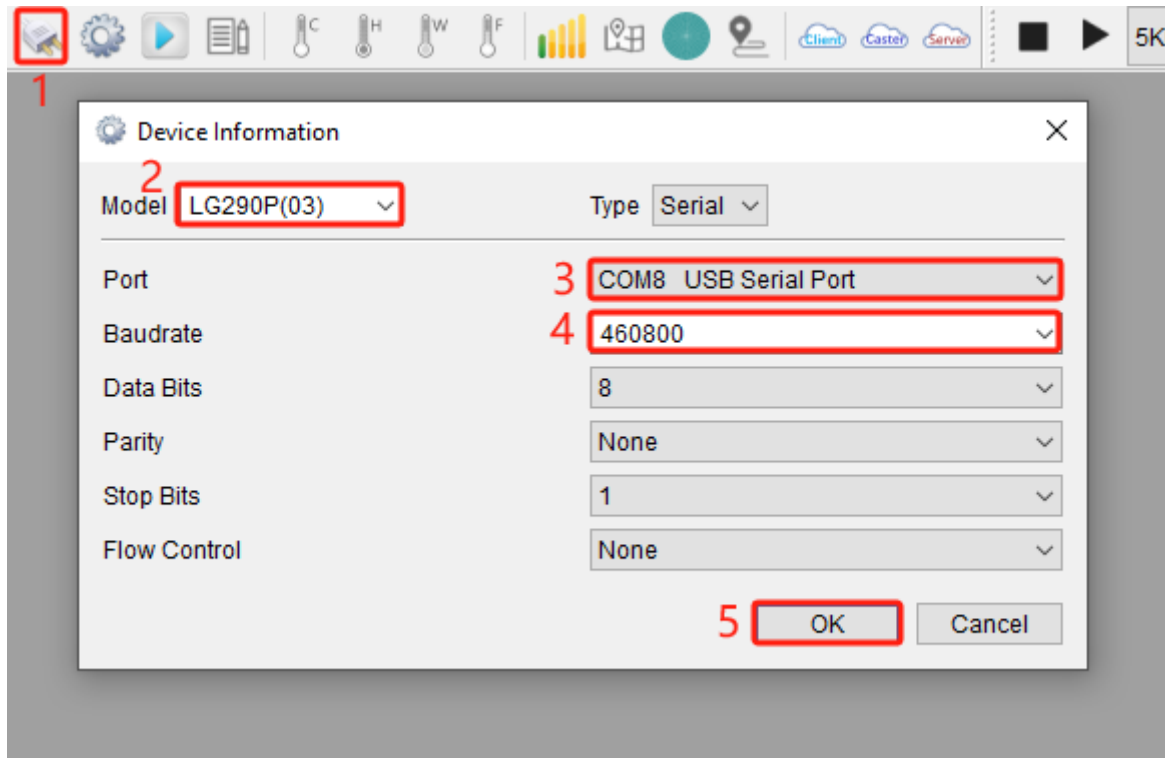 C H W F Client Caster Server 5K
1
Device Information
2
Model LG290P(03) Type Serial
Port 3 COM8 USB Serial Port
Baudrate 4 460800
Data Bits 8
Parity None
Stop Bits 1
Flow Control None
5 OK Cancel